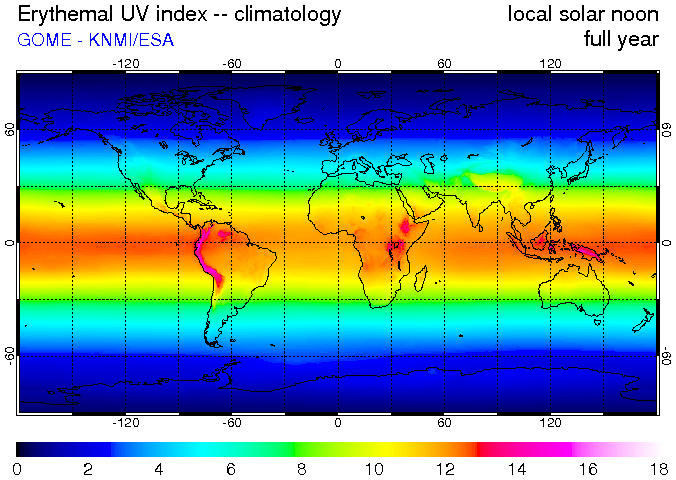 Erythemal UV index -- climatology local solar noon
GOME - KNMI/ESA full year
-120 -60 0 60 120
60 60
0 0
-60 -60
-120 -60 0 60 120
0 2 4 6 8 10 12 14 16 18